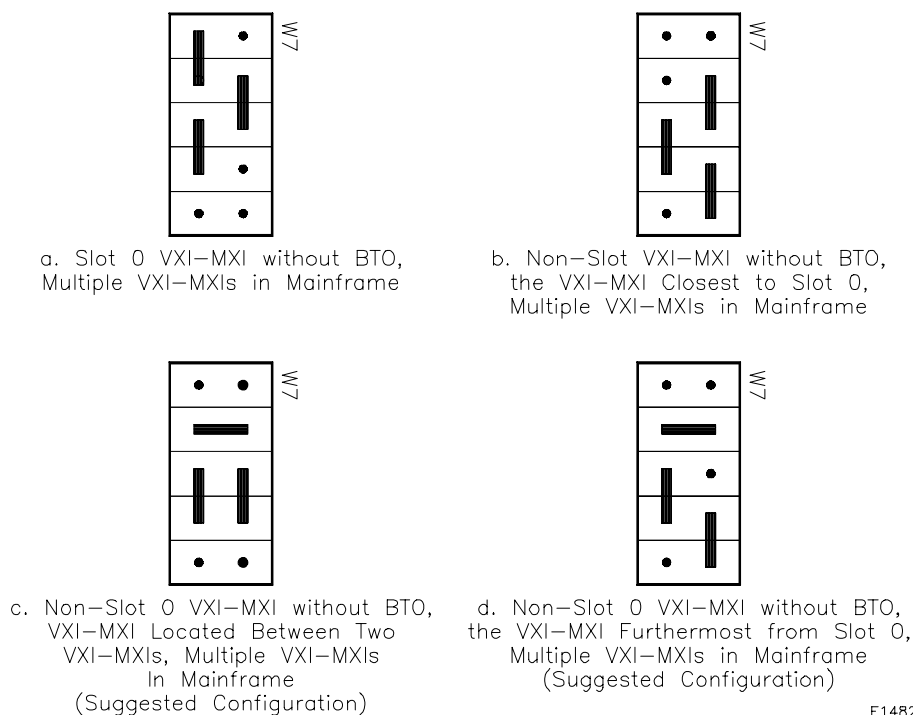 W7
W7
a. Slot 0 VXI-MXI without BTO,
Multiple VXI-MXIs in Mainframe
b. Non-Slot VXI-MXI without BTO,
the VXI-MXI Closest to Slot 0,
Multiple VXI-MXIs in Mainframe
W7
W7
c. Non-Slot 0 VXI-MXI without BTO,
VXI-MXI Located Between Two
VXI-MXIs, Multiple VXI-MXIs
In Mainframe
(Suggested Configuration)
d. Non-Slot 0 VXI-MXI without BTO,
the VXI-MXI Furthermost from Slot 0,
Multiple VXI-MXIs in Mainframe
(Suggested Configuration)
E1482